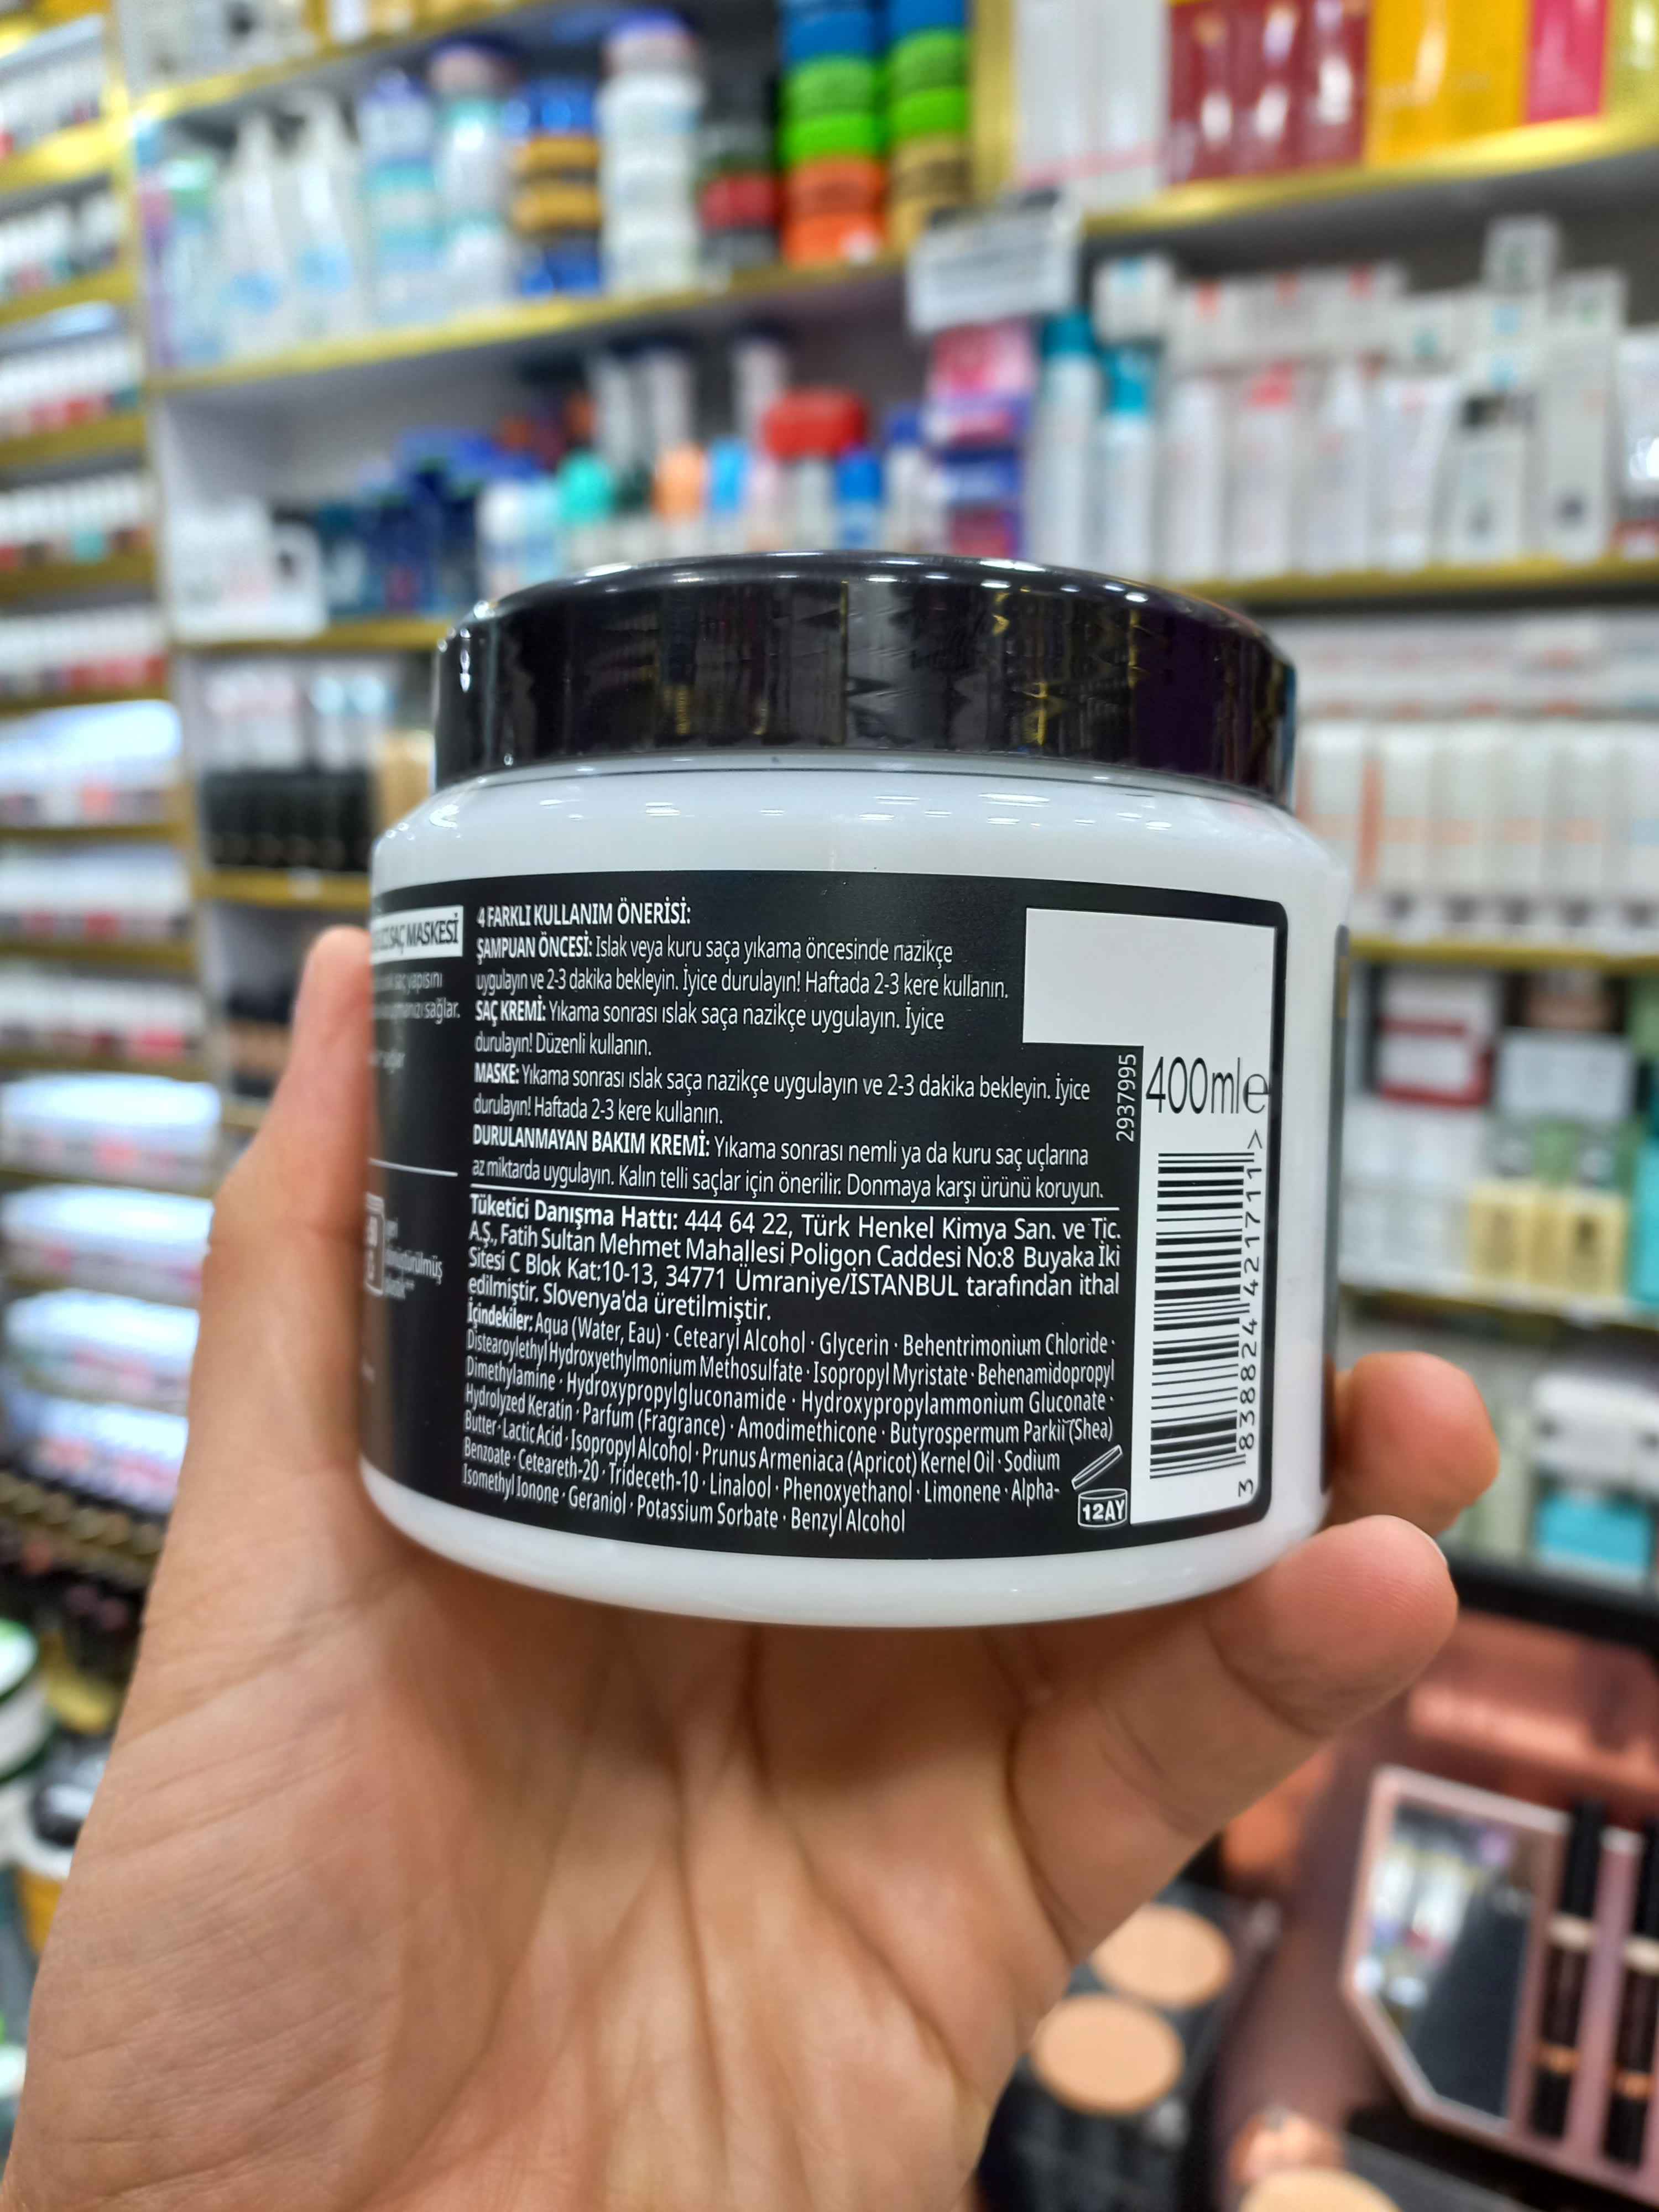 SAÇ MASKESİ
saç yapısını
sağlar.
4 FARKLI KULLANIM ÖNERİSİ:
ŞAMPUAN ÖNCESİ: Islak veya kuru saça yıkama öncesinde nazikçe
uygulayın ve 2-3 dakika bekleyin. İyice durulayın! Haftada 2-3 kere kullanın.
SAÇ KREMİ: Yıkama sonrası ıslak saça nazikçe uygulayın. İyice
durulayın! Düzenli kullanın.
MASKE: Yıkama sonrası ıslak saça nazikçe uygulayın ve 2-3 dakika bekleyin. İyice
durulayın! Haftada 2-3 kere kullanın.
DURULANMAYAN BAKIM KREMİ: Yıkama sonrası nemli ya da kuru saç uçlarına
az miktarda uygulayın. Kalın telli saçlar için önerilir. Donmaya karşı ürünü koruyun.
Tüketici Danışma Hattı: 444 64 22, Türk Henkel Kimya San. ve Tic.
A.Ş., Fatih Sultan Mehmet Mahallesi Poligon Caddesi No:8 Buyaka İki
Sitesi C Blok Kat:10-13, 34771 Ümraniye/İSTANBUL tarafından ithal
edilmiştir. Slovenya'da üretilmiştir.
İçindekiler: Aqua (Water, Eau) · Cetearyl Alcohol · Glycerin · Behentrimonium Chloride ·
Distearoylethyl Hydroxyethylmonium Methosulfate · Isopropyl Myristate · Behenamidopropyl
Dimethylamine · Hydroxypropylgluconamide · Hydroxypropylammonium Gluconate ·
Hydrolyzed Keratin · Parfum (Fragrance) · Amodimethicone · Butyrospermum Parkii (Shea)
Butter · Lactic Acid · Isopropyl Alcohol · Prunus Armeniaca (Apricot) Kernel Oil · Sodium
Benzoate · Ceteareth-20 · Trideceth-10 · Linalool · Phenoxyethanol · Limonene · Alpha-
Isomethyl Ionone · Geraniol · Potassium Sorbate · Benzyl Alcohol
12AY
2937995
400ml e
3 838824 421711 >